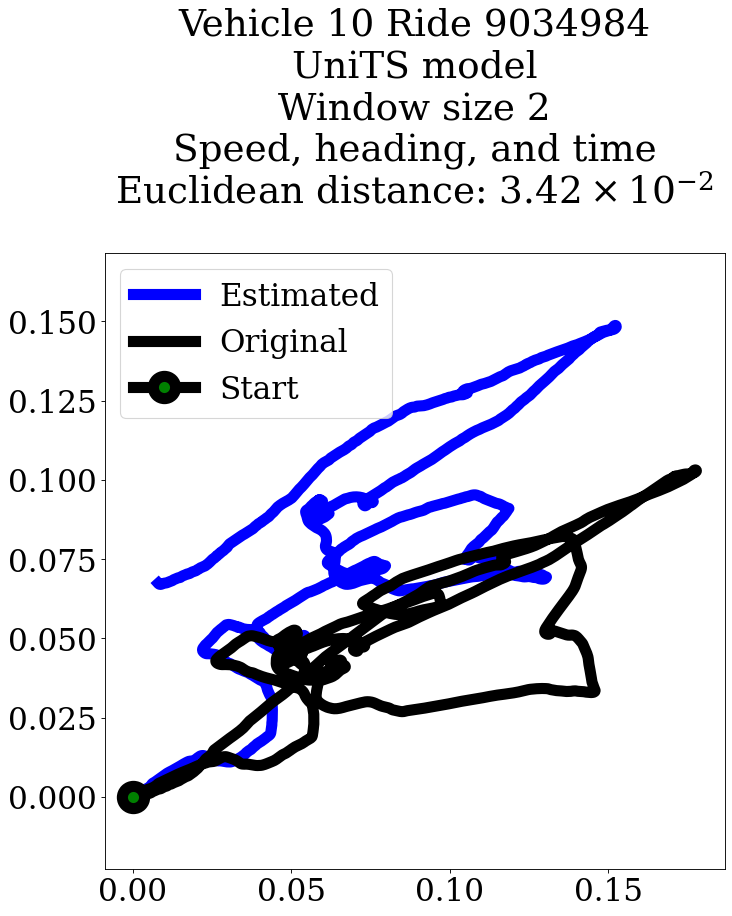 Vehicle 10 Ride 9034984
UniTS model
Window size 2
Speed, heading, and time
Euclidean distance: 3.42 × 10⁻²
Estimated
Original
Start
0.150
0.125
0.100
0.075
0.050
0.025
0.000
0.00 0.05 0.10 0.15